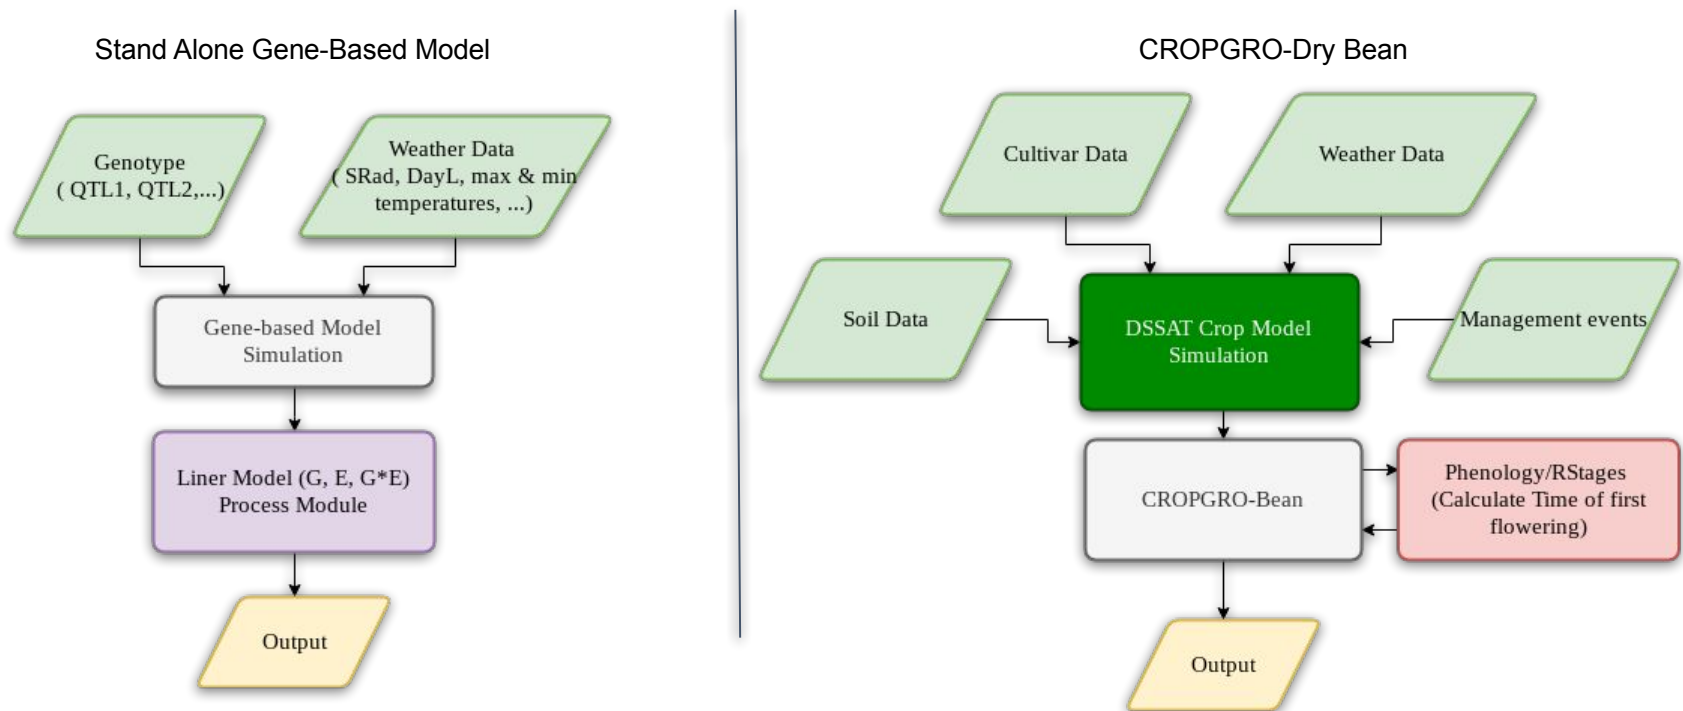 Stand Alone Gene-Based Model
Genotype
( QTL1, QTL2,...)
Weather Data
( SRad, DayL, max & min
temperatures, ...)
Gene-based Model
Simulation
Liner Model (G, E, G*E)
Process Module
Output
CROPGRO-Dry Bean
Cultivar Data
Weather Data
Soil Data
DSSAT Crop Model
Simulation
Management events
CROPGRO-Bean
Phenology/RStages
(Calculate Time of first
flowering)
Output